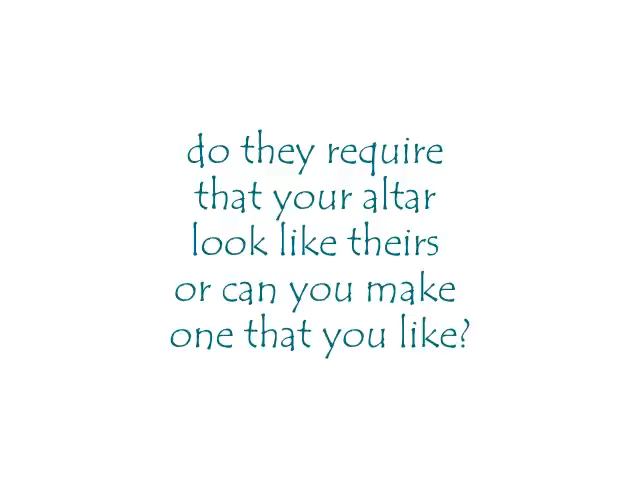 do they require
that your altar
look like theirs
or can you make
one that you like?